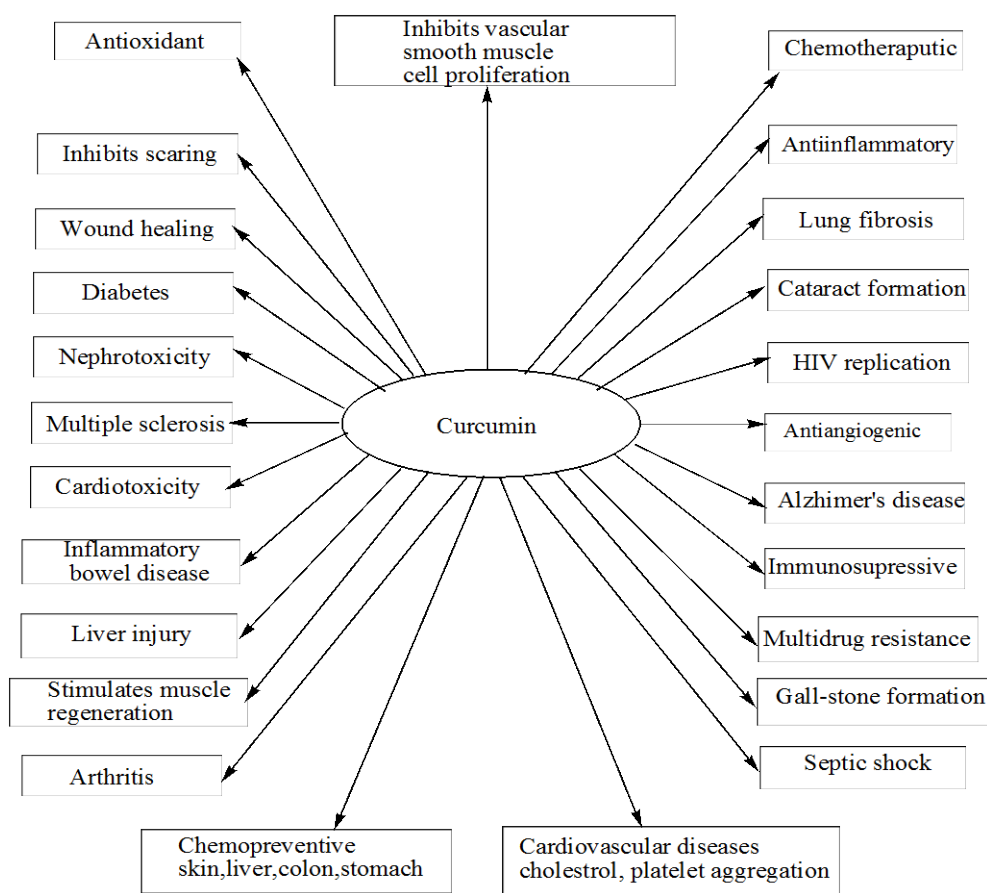 Antioxidant
Inhibits vascular
smooth muscle
cell proliferation
Chemotheraputic
Inhibits scaring
Antiinflammatory
Wound healing
Lung fibrosis
Diabetes
Cataract formation
Nephrotoxicity
HIV replication
Multiple sclerosis
Curcumin
Antiangiogenic
Cardiotoxicity
Alzhimer's disease
Inflammatory
bowel disease
Immunosupressive
Liver injury
Multidrug resistance
Stimulates muscle
regeneration
Gall-stone formation
Arthritis
Septic shock
Chemopreventive
skin,liver,colon,stomach
Cardiovascular diseases
cholestrol, platelet aggregation